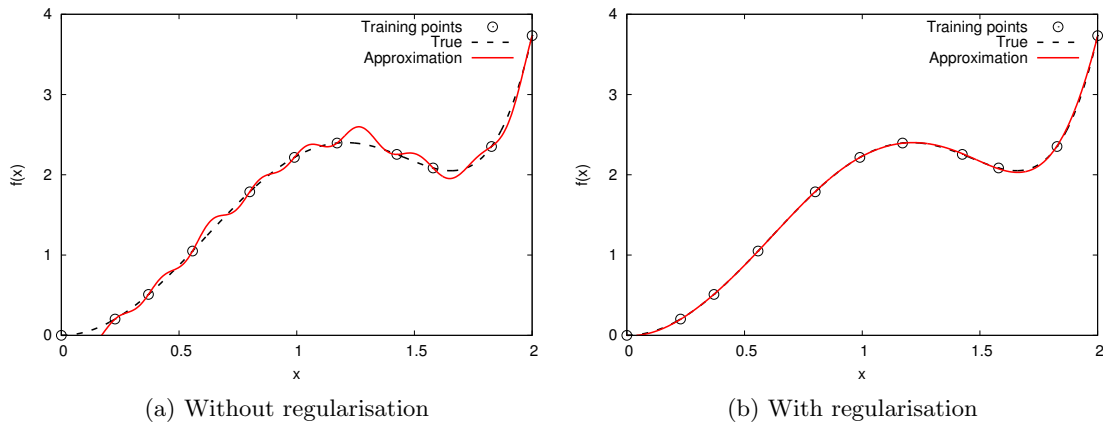 Training points
True
Approximation
4
3
2
1
0
f(x)
0 0.5 1 1.5 2
x
(a) Without regularisation
Training points
True
Approximation
4
3
2
1
0
f(x)
0 0.5 1 1.5 2
x
(b) With regularisation